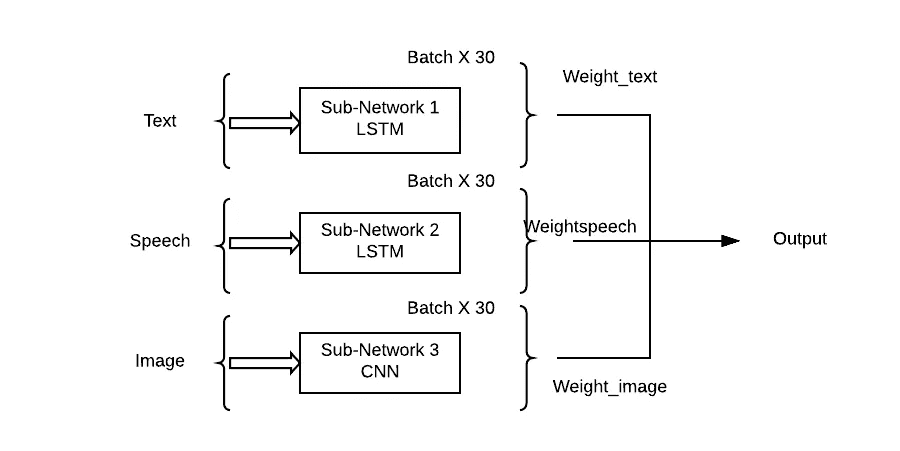 Batch X 30
Weight_text
Text
Sub-Network 1
LSTM
Batch X 30
Speech
Sub-Network 2
LSTM
Weightspeech
Output
Batch X 30
Image
Sub-Network 3
CNN
Weight_image